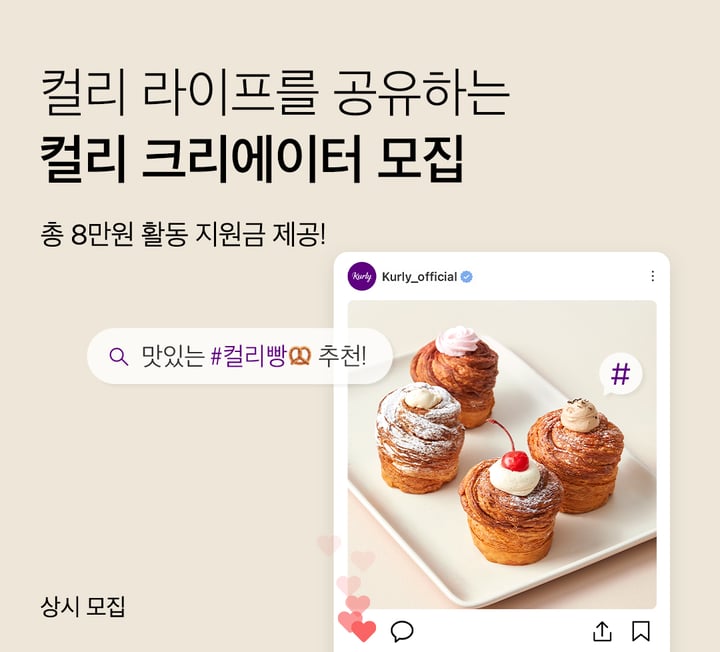 컬리 라이프를 공유하는
컬리 크리에이터 모집
총 8만원 활동 지원금 제공!
Kurly Kurly_official
맛있는 #컬리빵🥨 추천!
#
상시 모집